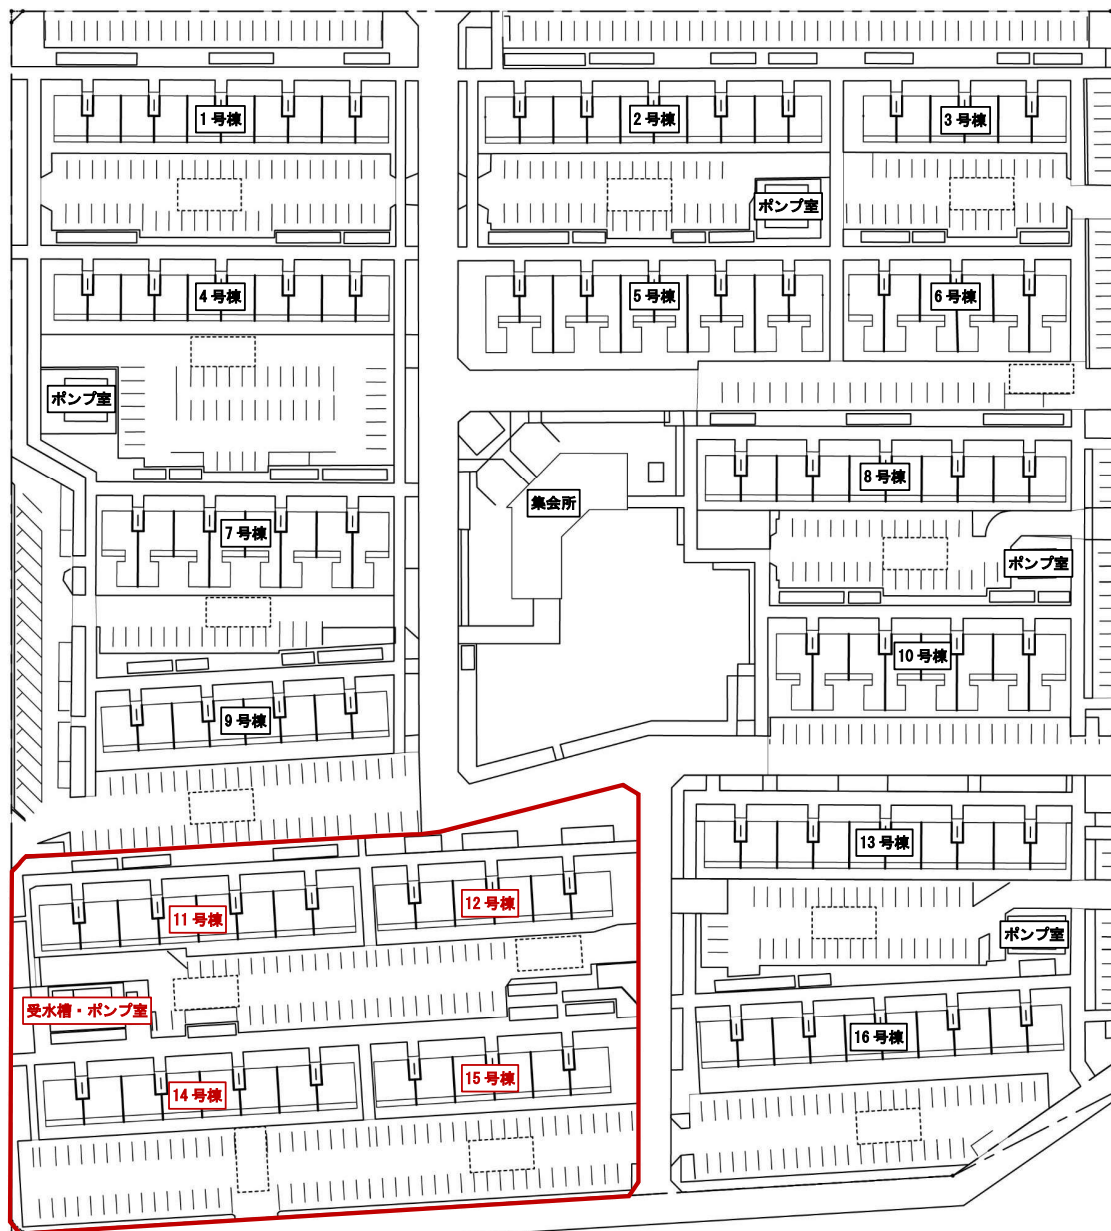 1号棟
2号棟
3号棟
ポンプ室
4号棟
5号棟
6号棟
ポンプ室
8号棟
集会所
7号棟
ポンプ室
10号棟
9号棟
13号棟
12号棟
11号棟
ポンプ室
受水槽・ポンプ室
16号棟
15号棟
14号棟